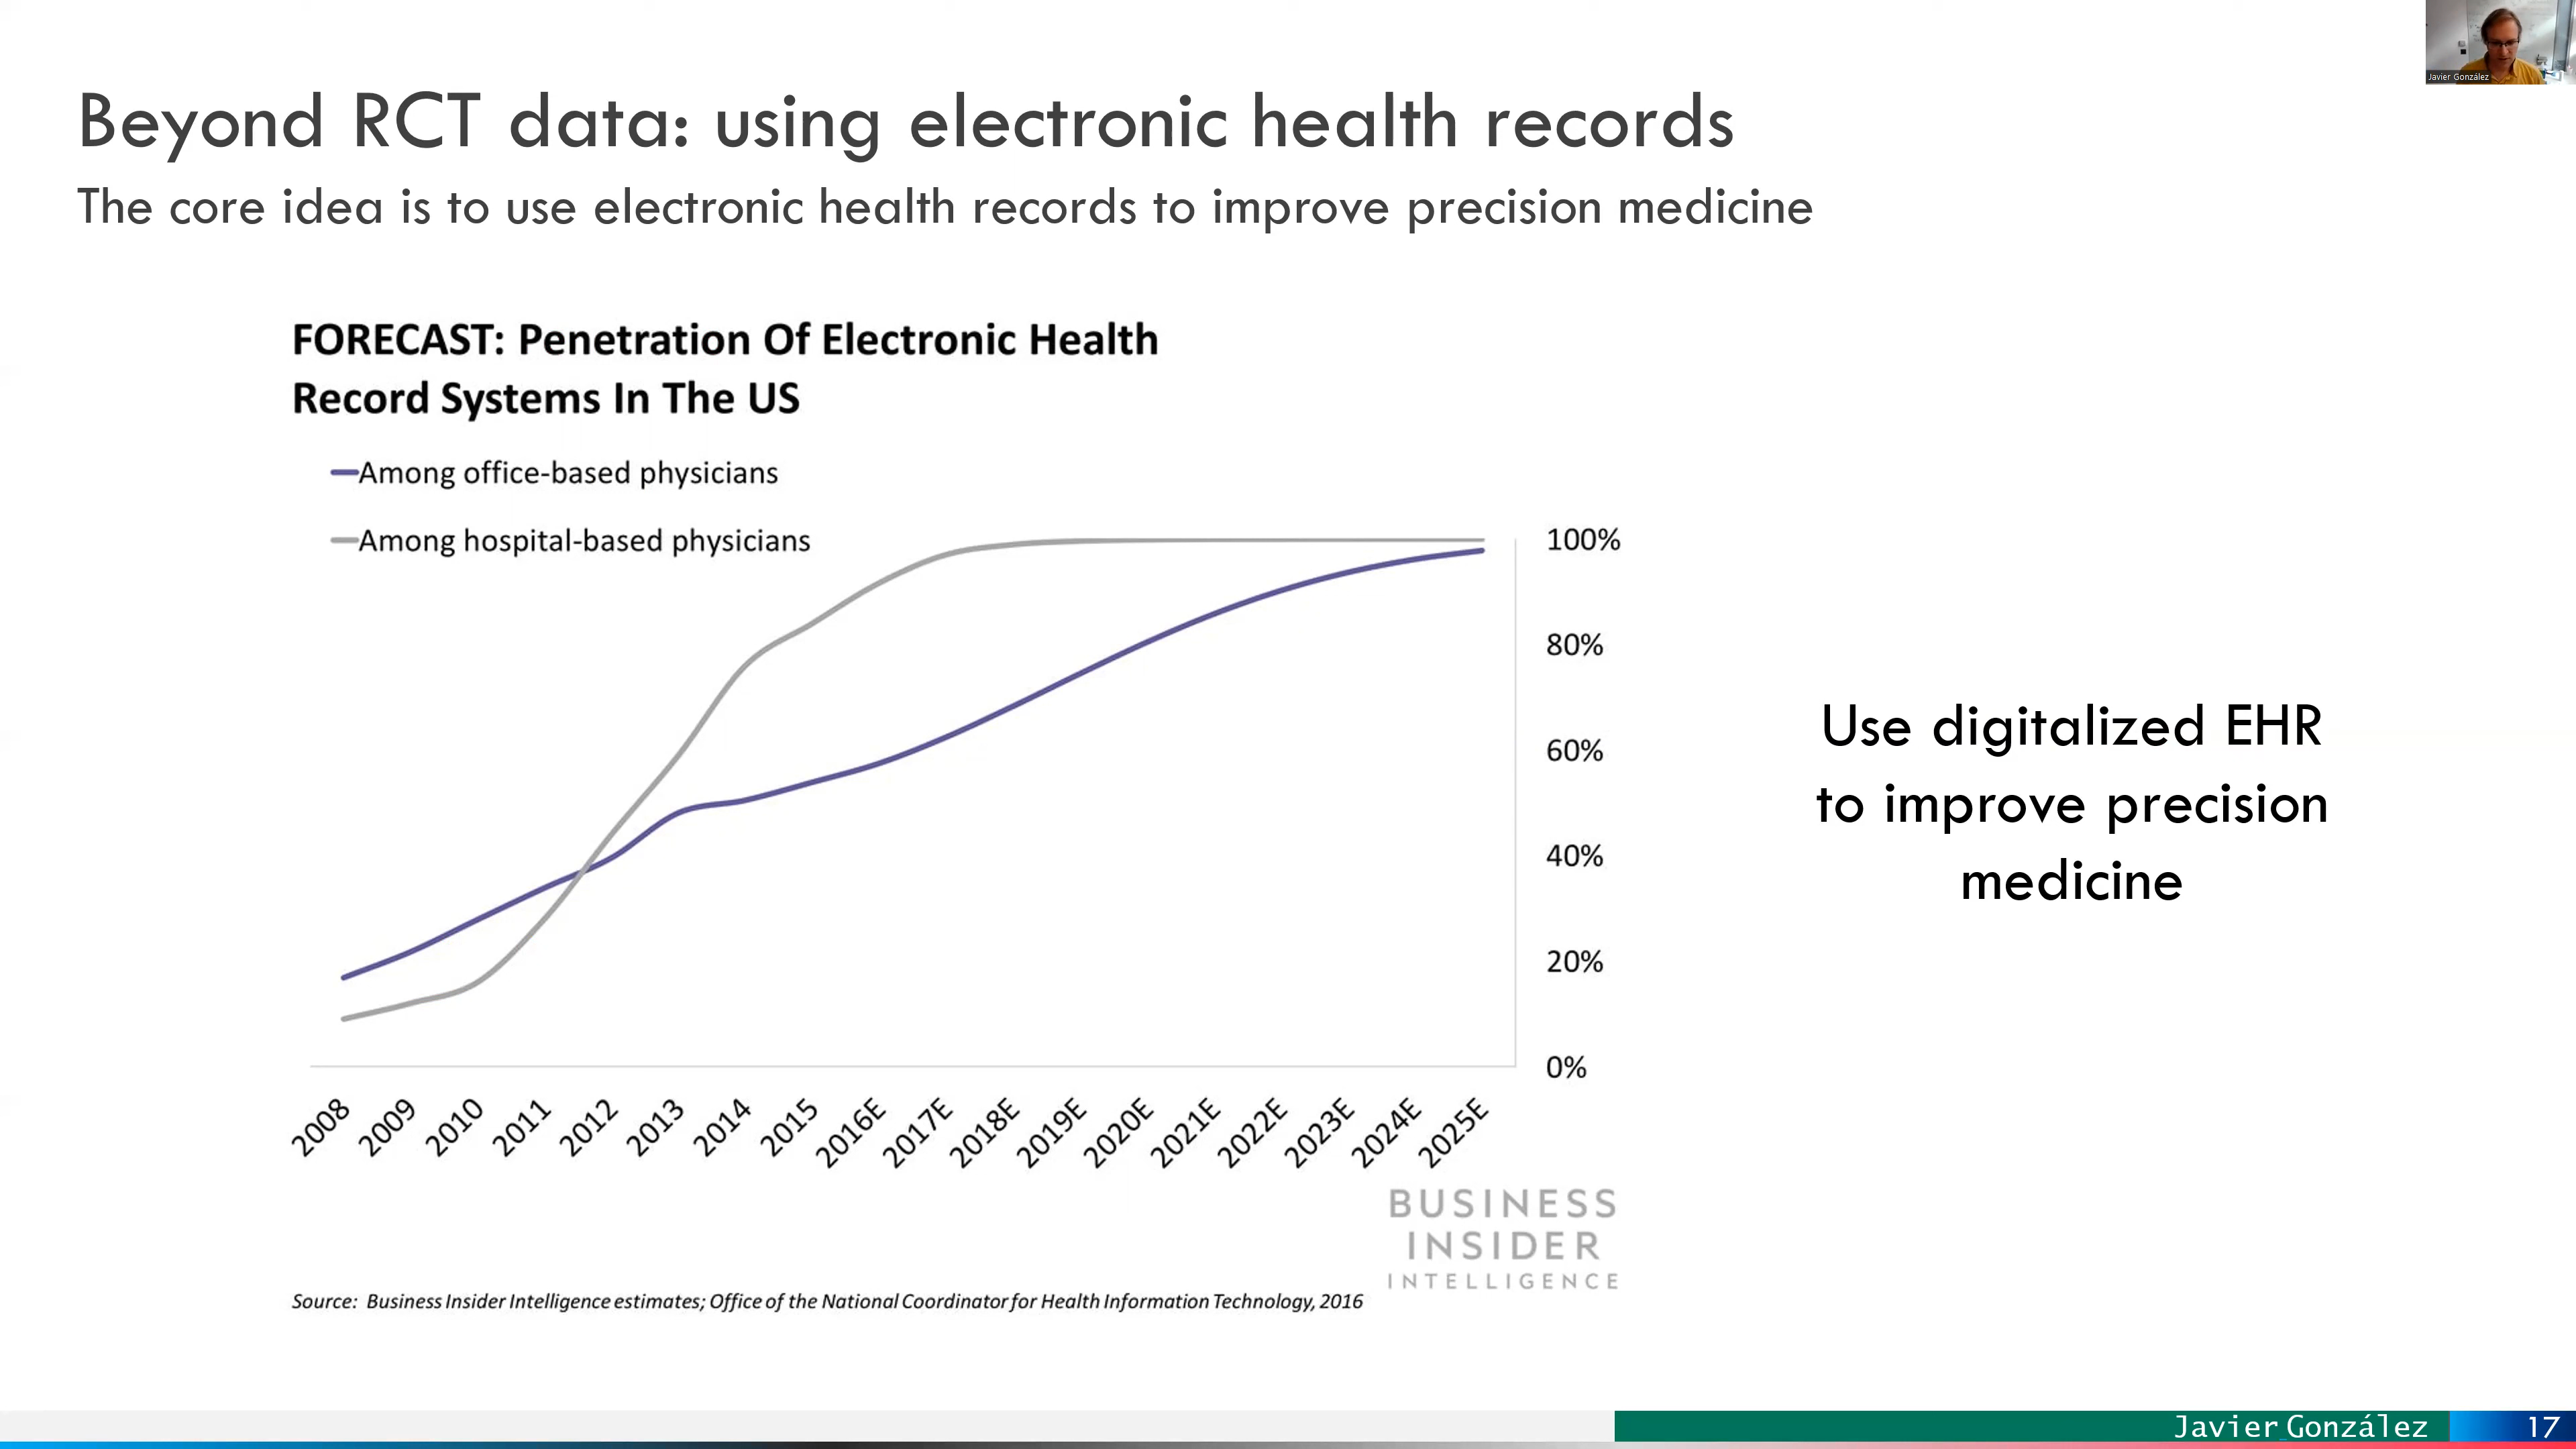 Javier González
Beyond RCT data: using electronic health records
The core idea is to use electronic health records to improve precision medicine
FORECAST: Penetration Of Electronic Health
Record Systems In The US
Among office-based physicians
Among hospital-based physicians
100%
80%
60%
40%
20%
0%
2008 2009 2010 2011 2012 2013 2014 2015 2016E 2017E 2018E 2019E 2020E 2021E 2022E 2023E 2024E 2025E
Use digitalized EHR
to improve precision
medicine
BUSINESS
INSIDER
INTELLIGENCE
Source: Business Insider Intelligence estimates; Office of the National Coordinator for Health Information Technology, 2016
Javier González 17